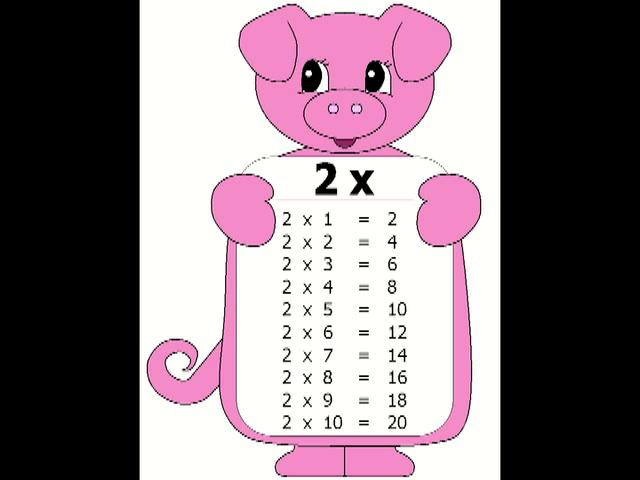 2 x
2 x 1 = 2
2 x 2 = 4
2 x 3 = 6
2 x 4 = 8
2 x 5 = 10
2 x 6 = 12
2 x 7 = 14
2 x 8 = 16
2 x 9 = 18
2 x 10 = 20